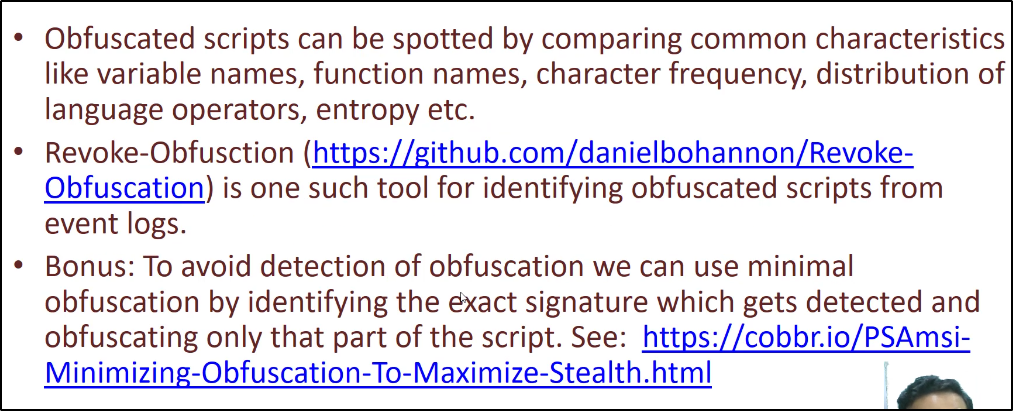 • Obfuscated scripts can be spotted by comparing common characteristics
like variable names, function names, character frequency, distribution of
language operators, entropy etc.
• Revoke-Obfusction (https://github.com/danielbohannon/Revoke-
Obfuscation) is one such tool for identifying obfuscated scripts from
event logs.
• Bonus: To avoid detection of obfuscation we can use minimal
obfuscation by identifying the exact signature which gets detected and
obfuscating only that part of the script. See: https://cobbr.io/PSAmsi-
Minimizing-Obfuscation-To-Maximize-Stealth.html